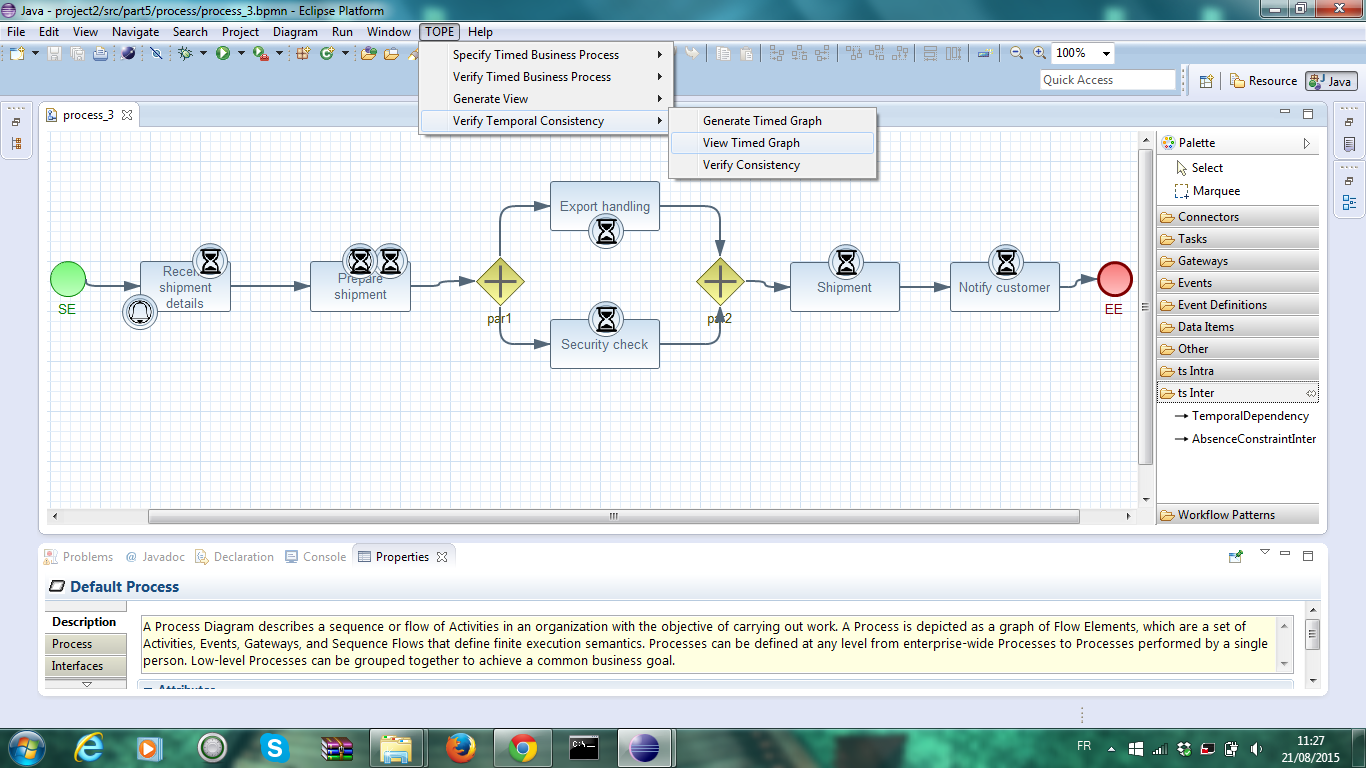 Java - project2/src/part5/process/process_3.bpmn - Eclipse Platform
File Edit View Navigate Search Project Diagram Run Window TOPE Help
100%
Quick Access
Resource
Java
Specify Timed Business Process
Verify Timed Business Process
Generate View
Verify Temporal Consistency
Generate Timed Graph
View Timed Graph
Verify Consistency
process_3
SE
shipment
details
Prepare
shipment
par1
Export handling
Security check
Shipment
Notify customer
EE
Palette
Select
Marquee
Connectors
Tasks
Gateways
Events
Event Definitions
Data Items
Other
ts Intra
ts Inter
TemporalDependency
AbsenceConstraintInter
Workflow Patterns
Problems @ Javadoc Declaration Console Properties
Default Process
Description
Process
Interfaces
A Process Diagram describes a sequence or flow of Activities in an organization with the objective of carrying out work. A Process is depicted as a graph of Flow Elements, which are a set of
Activities, Events, Gateways, and Sequence Flows that define finite execution semantics. Processes can be defined at any level from enterprise-wide Processes to Processes performed by a single
person. Low-level Processes can be grouped together to achieve a common business goal.
Attributes
FR
11:27
21/08/2015